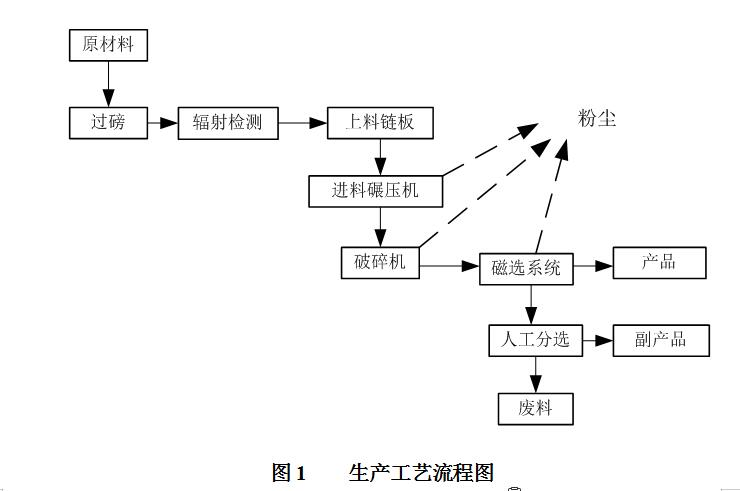 原材料
过磅
辐射检测
上料链板
粉尘
进料碾压机
破碎机
磁选系统
产品
人工分选
副产品
废料
图 1 生产工艺流程图